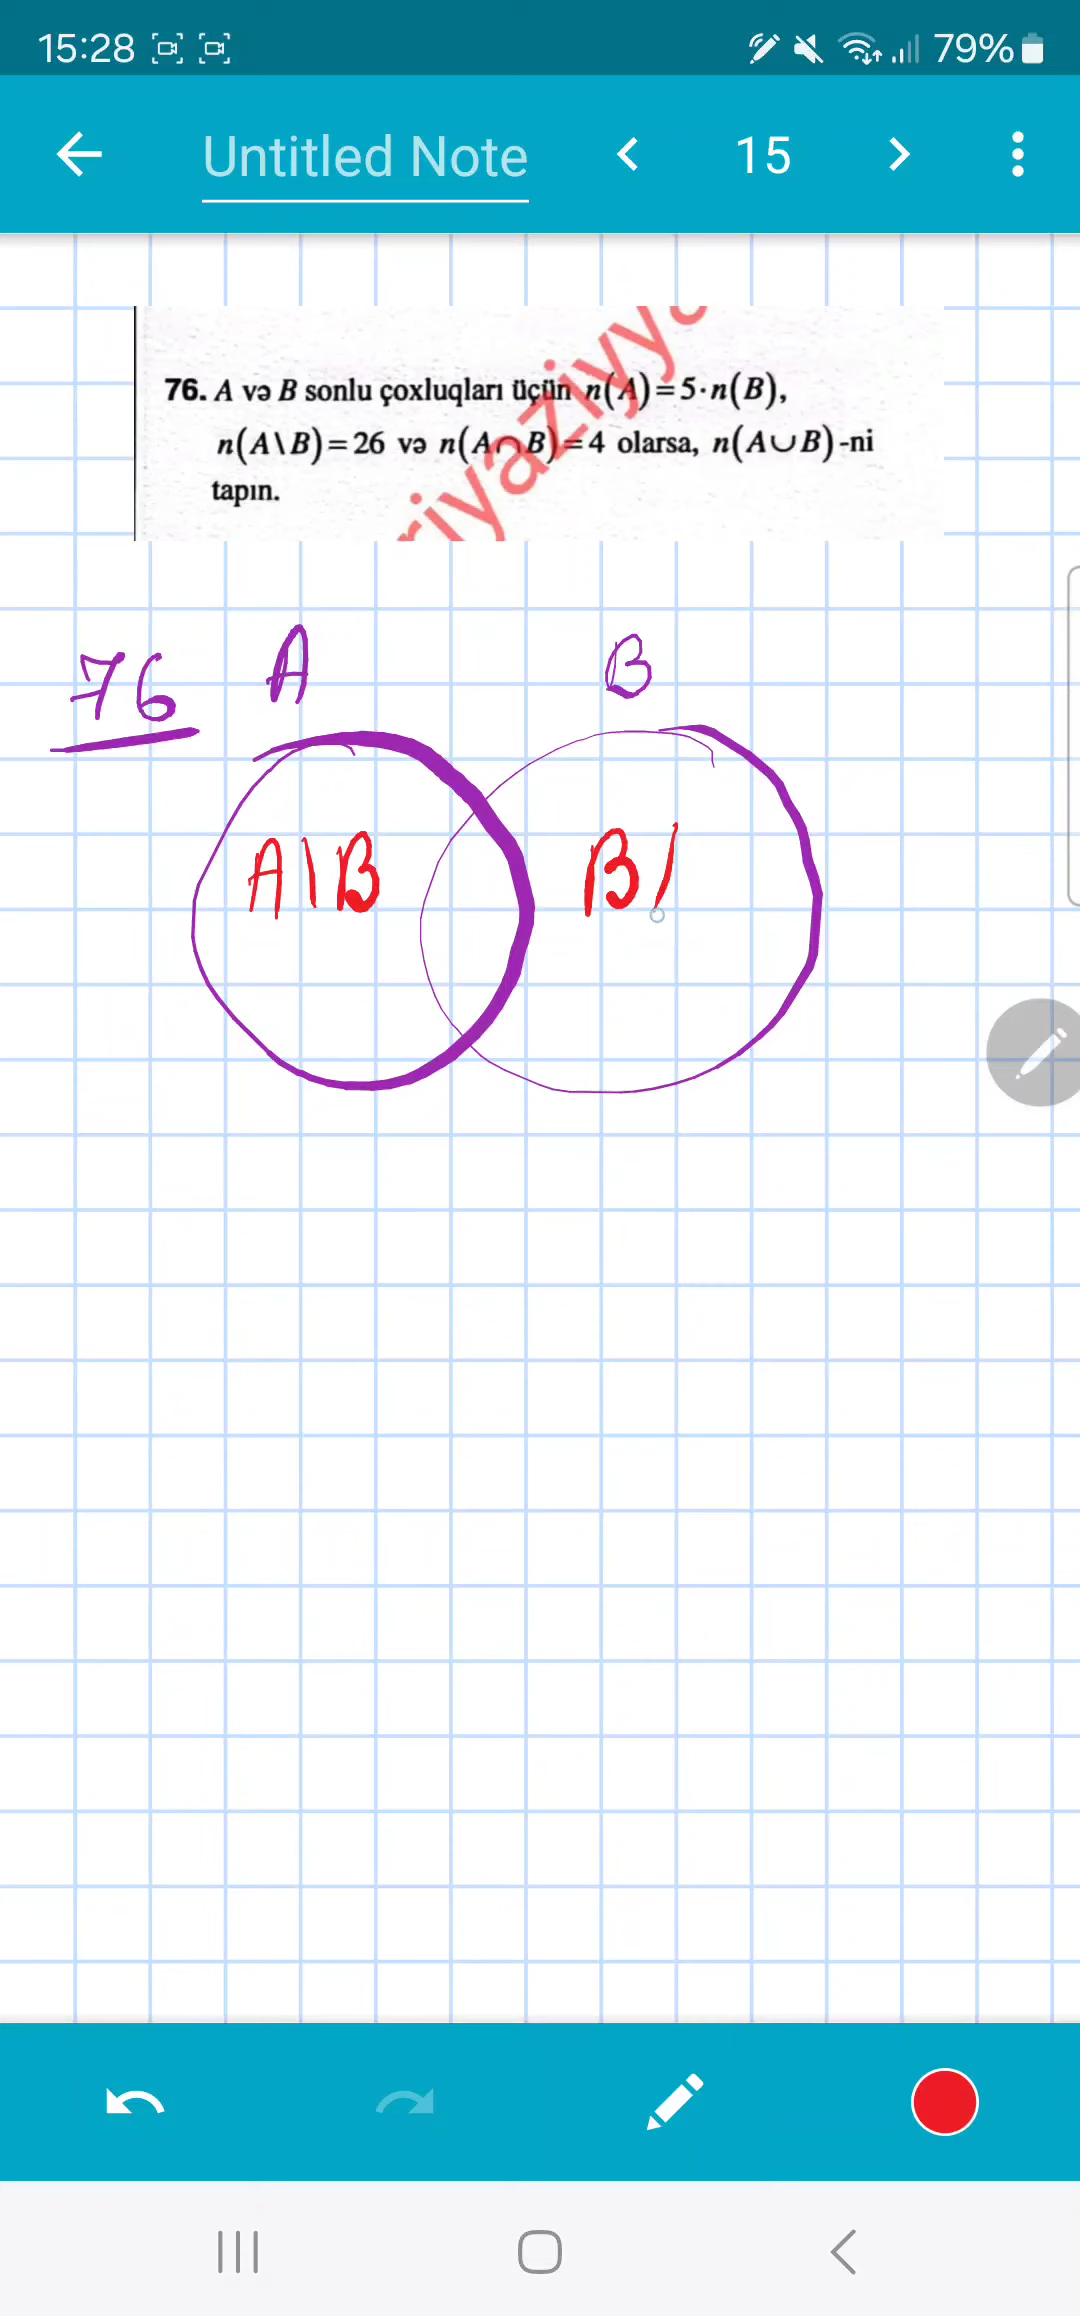 15:28 79%
Untitled Note 15
76. A və B sonlu çoxluqları üçün n(A)=5·n(B),
n(A\B)=26 və n(A∩B)=4 olarsa, n(A∪B)-ni
tapın.
riyaziyya
76 A B
A\B B/